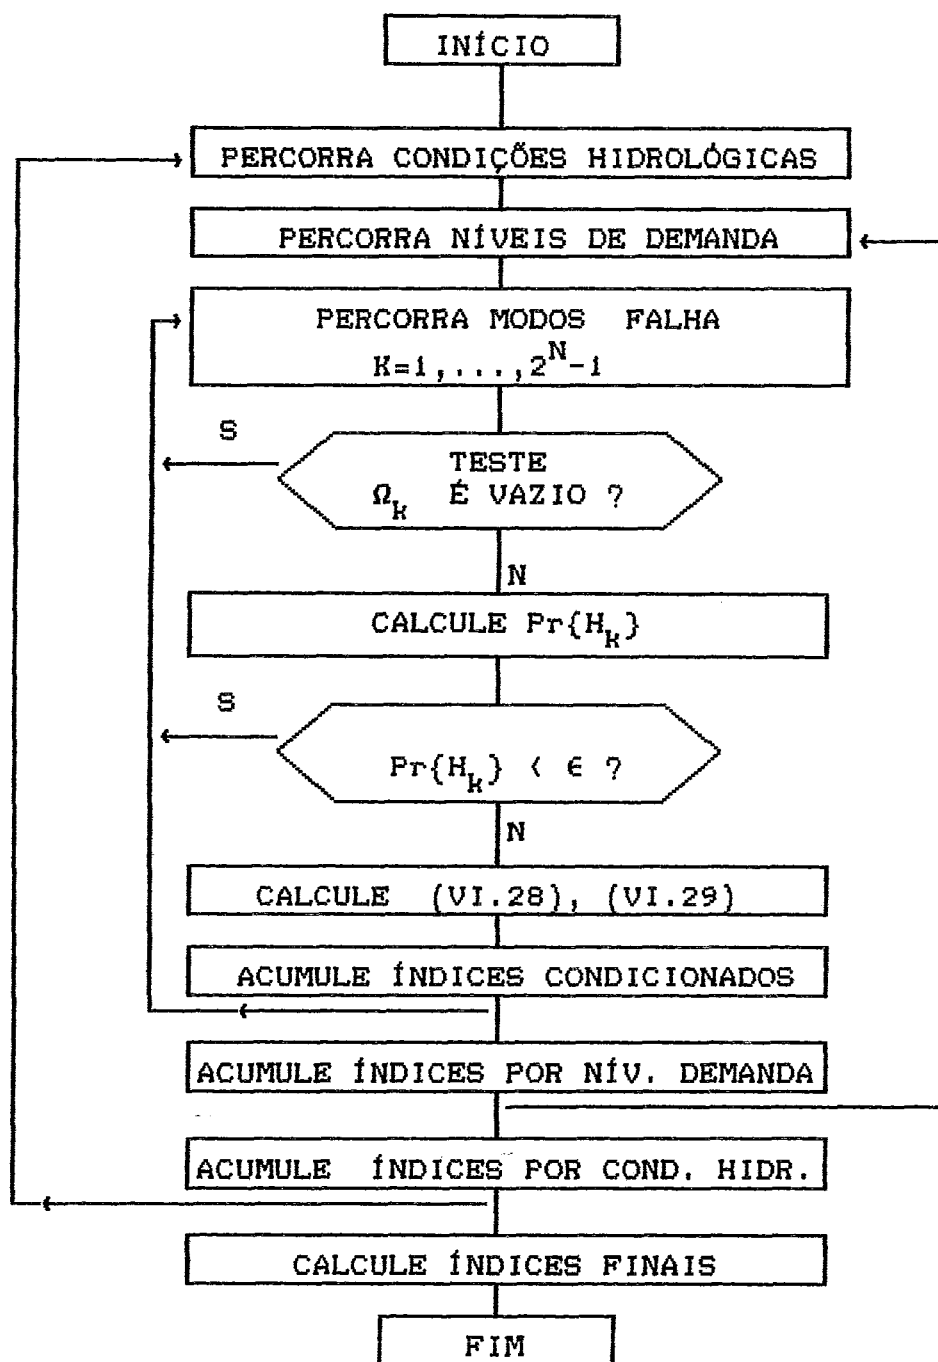 INÍCIO
PERCORRA CONDIÇÕES HIDROLÓGICAS
PERCORRA NÍVEIS DE DEMANDA
PERCORRA MODOS FALHA
K=1,...,2^N-1
S
TESTE
Ω_k É VAZIO ?
N
CALCULE Pr{H_k}
S
Pr{H_k} < ∈ ?
N
CALCULE (VI.28), (VI.29)
ACUMULE ÍNDICES CONDICIONADOS
ACUMULE ÍNDICES POR NÍV. DEMANDA
ACUMULE ÍNDICES POR COND. HIDR.
CALCULE ÍNDICES FINAIS
FIM